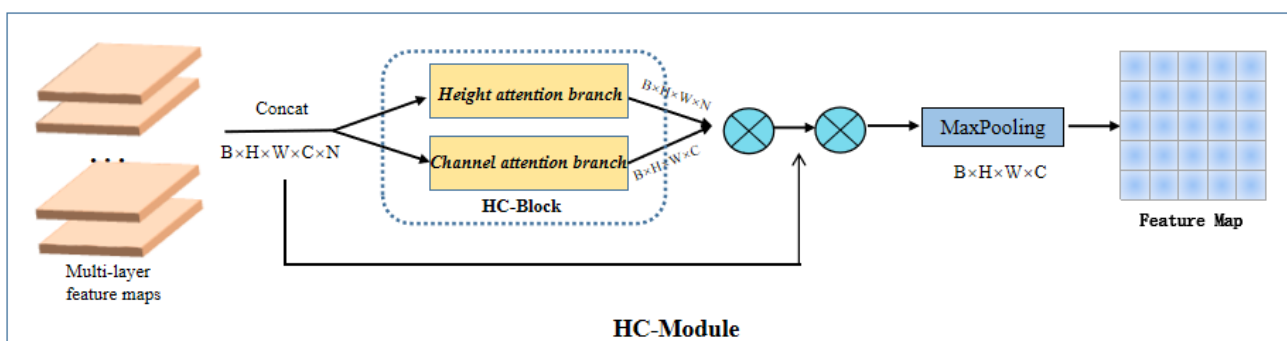 Multi-layer
feature maps
Concat
B×H×W×C×N
Height attention branch
Channel attention branch
HC-Block
B×H×W×N
B×H×W×C
MaxPooling
B×H×W×C
Feature Map
HC-Module